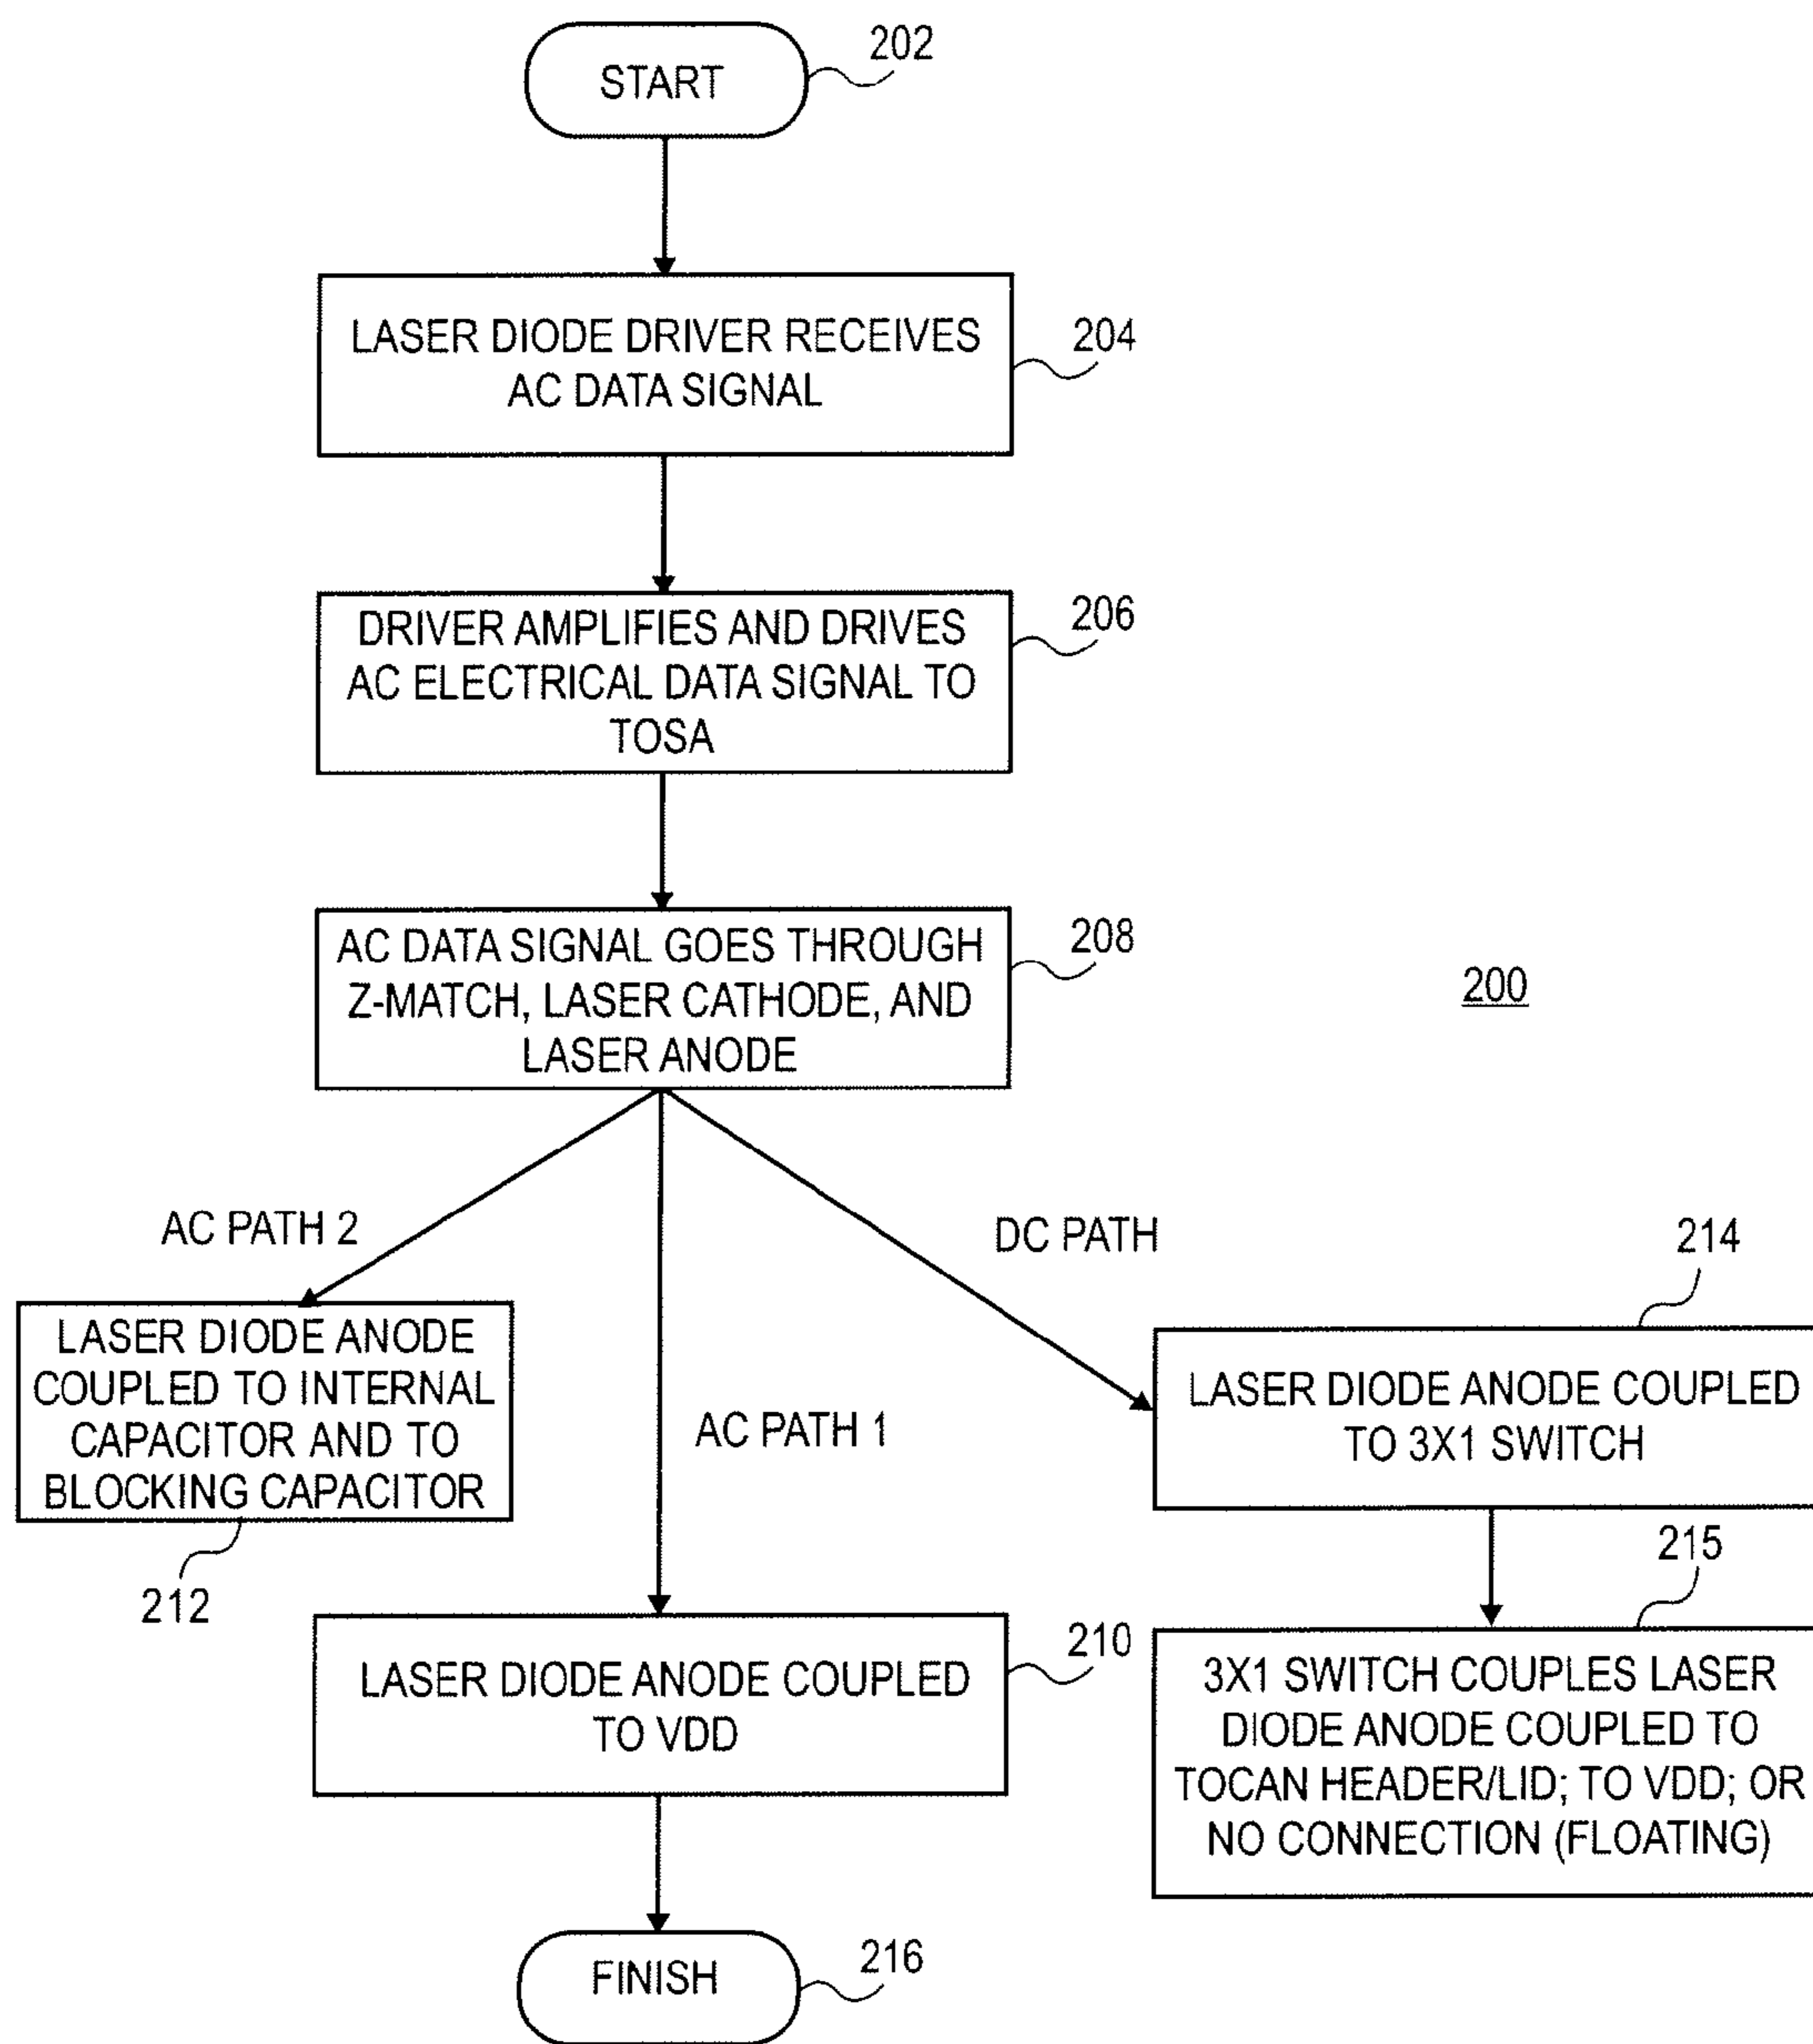 START
202
LASER DIODE DRIVER RECEIVES
AC DATA SIGNAL
204
DRIVER AMPLIFIES AND DRIVES
AC ELECTRICAL DATA SIGNAL TO
TOSA
206
AC DATA SIGNAL GOES THROUGH
Z-MATCH, LASER CATHODE, AND
LASER ANODE
208
200
AC PATH 2
AC PATH 1
DC PATH
LASER DIODE ANODE
COUPLED TO INTERNAL
CAPACITOR AND TO
BLOCKING CAPACITOR
212
214
LASER DIODE ANODE COUPLED
TO 3X1 SWITCH
215
3X1 SWITCH COUPLES LASER
DIODE ANODE COUPLED TO
TOCAN HEADER/LID; TO VDD; OR
NO CONNECTION (FLOATING)
LASER DIODE ANODE COUPLED
TO VDD
210
FINISH
216